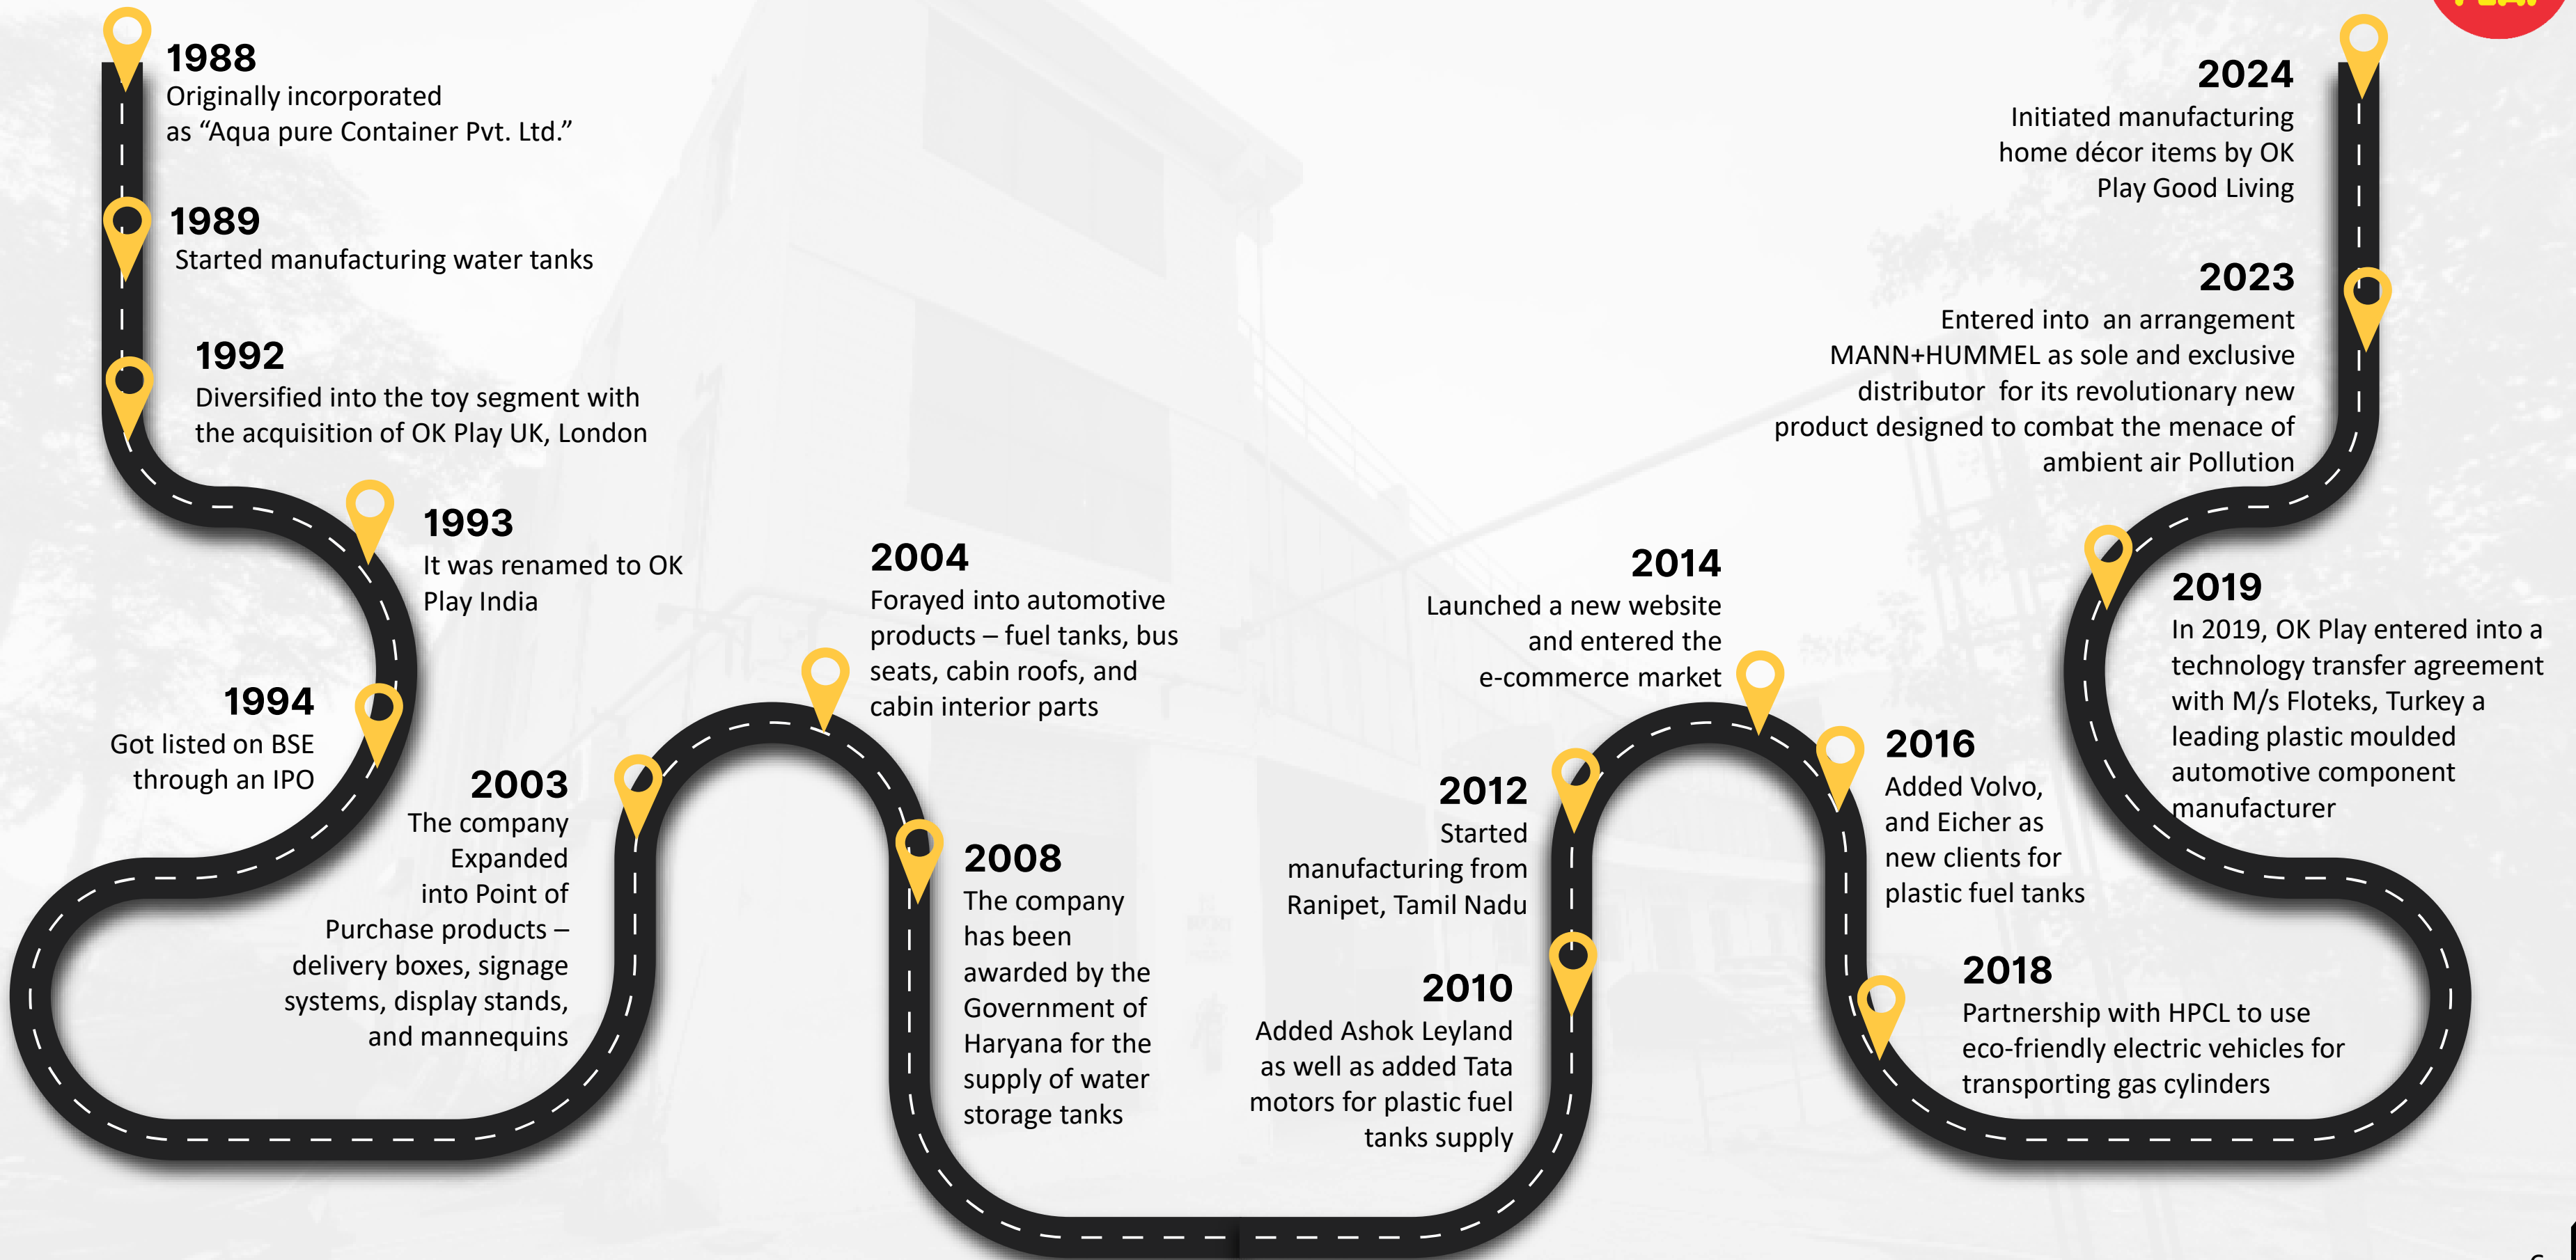 1988
Originally incorporated
as “Aqua pure Container Pvt. Ltd.”
1989
Started manufacturing water tanks
1992
Diversified into the toy segment with
the acquisition of OK Play UK, London
1993
It was renamed to OK
Play India
1994
Got listed on BSE
through an IPO
2003
The company
Expanded
into Point of
Purchase products –
delivery boxes, signage
systems, display stands,
and mannequins
2004
Forayed into automotive
products – fuel tanks, bus
seats, cabin roofs, and
cabin interior parts
2008
The company
has been
awarded by the
Government of
Haryana for the
supply of water
storage tanks
2010
Added Ashok Leyland
as well as added Tata
motors for plastic fuel
tanks supply
2012
Started
manufacturing from
Ranipet, Tamil Nadu
2014
Launched a new website
and entered the
e-commerce market
2016
Added Volvo,
and Eicher as
new clients for
plastic fuel tanks
2018
Partnership with HPCL to use
eco-friendly electric vehicles for
transporting gas cylinders
2019
In 2019, OK Play entered into a
technology transfer agreement
with M/s Floteks, Turkey a
leading plastic moulded
automotive component
manufacturer
2023
Entered into an arrangement
MANN+HUMMEL as sole and exclusive
distributor for its revolutionary new
product designed to combat the menace of
ambient air Pollution
2024
Initiated manufacturing
home décor items by OK
Play Good Living